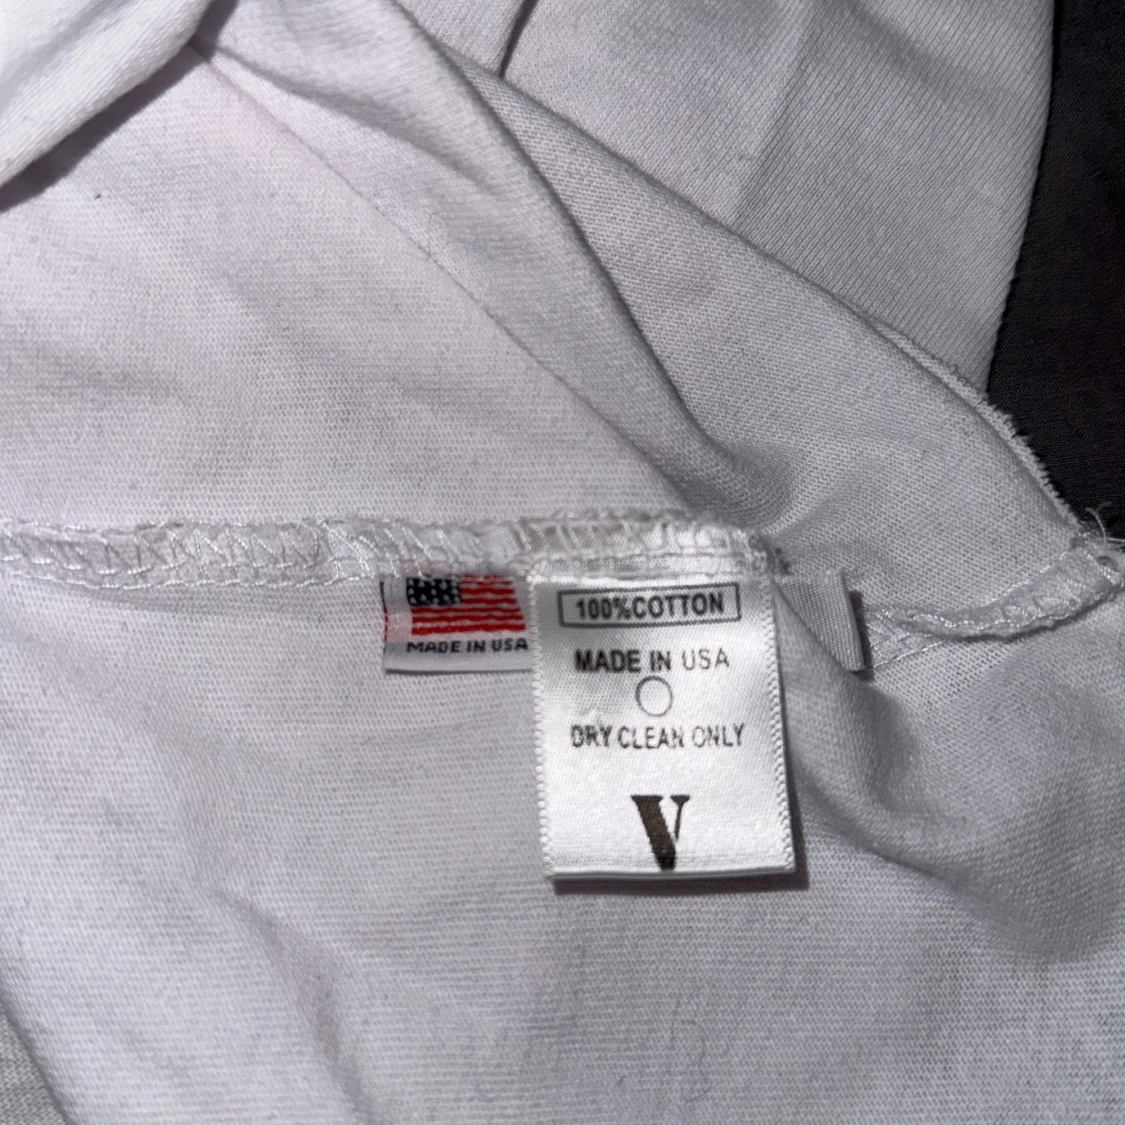 MADE IN USA
100%COTTON
MADE IN USA
DRY CLEAN ONLY
V